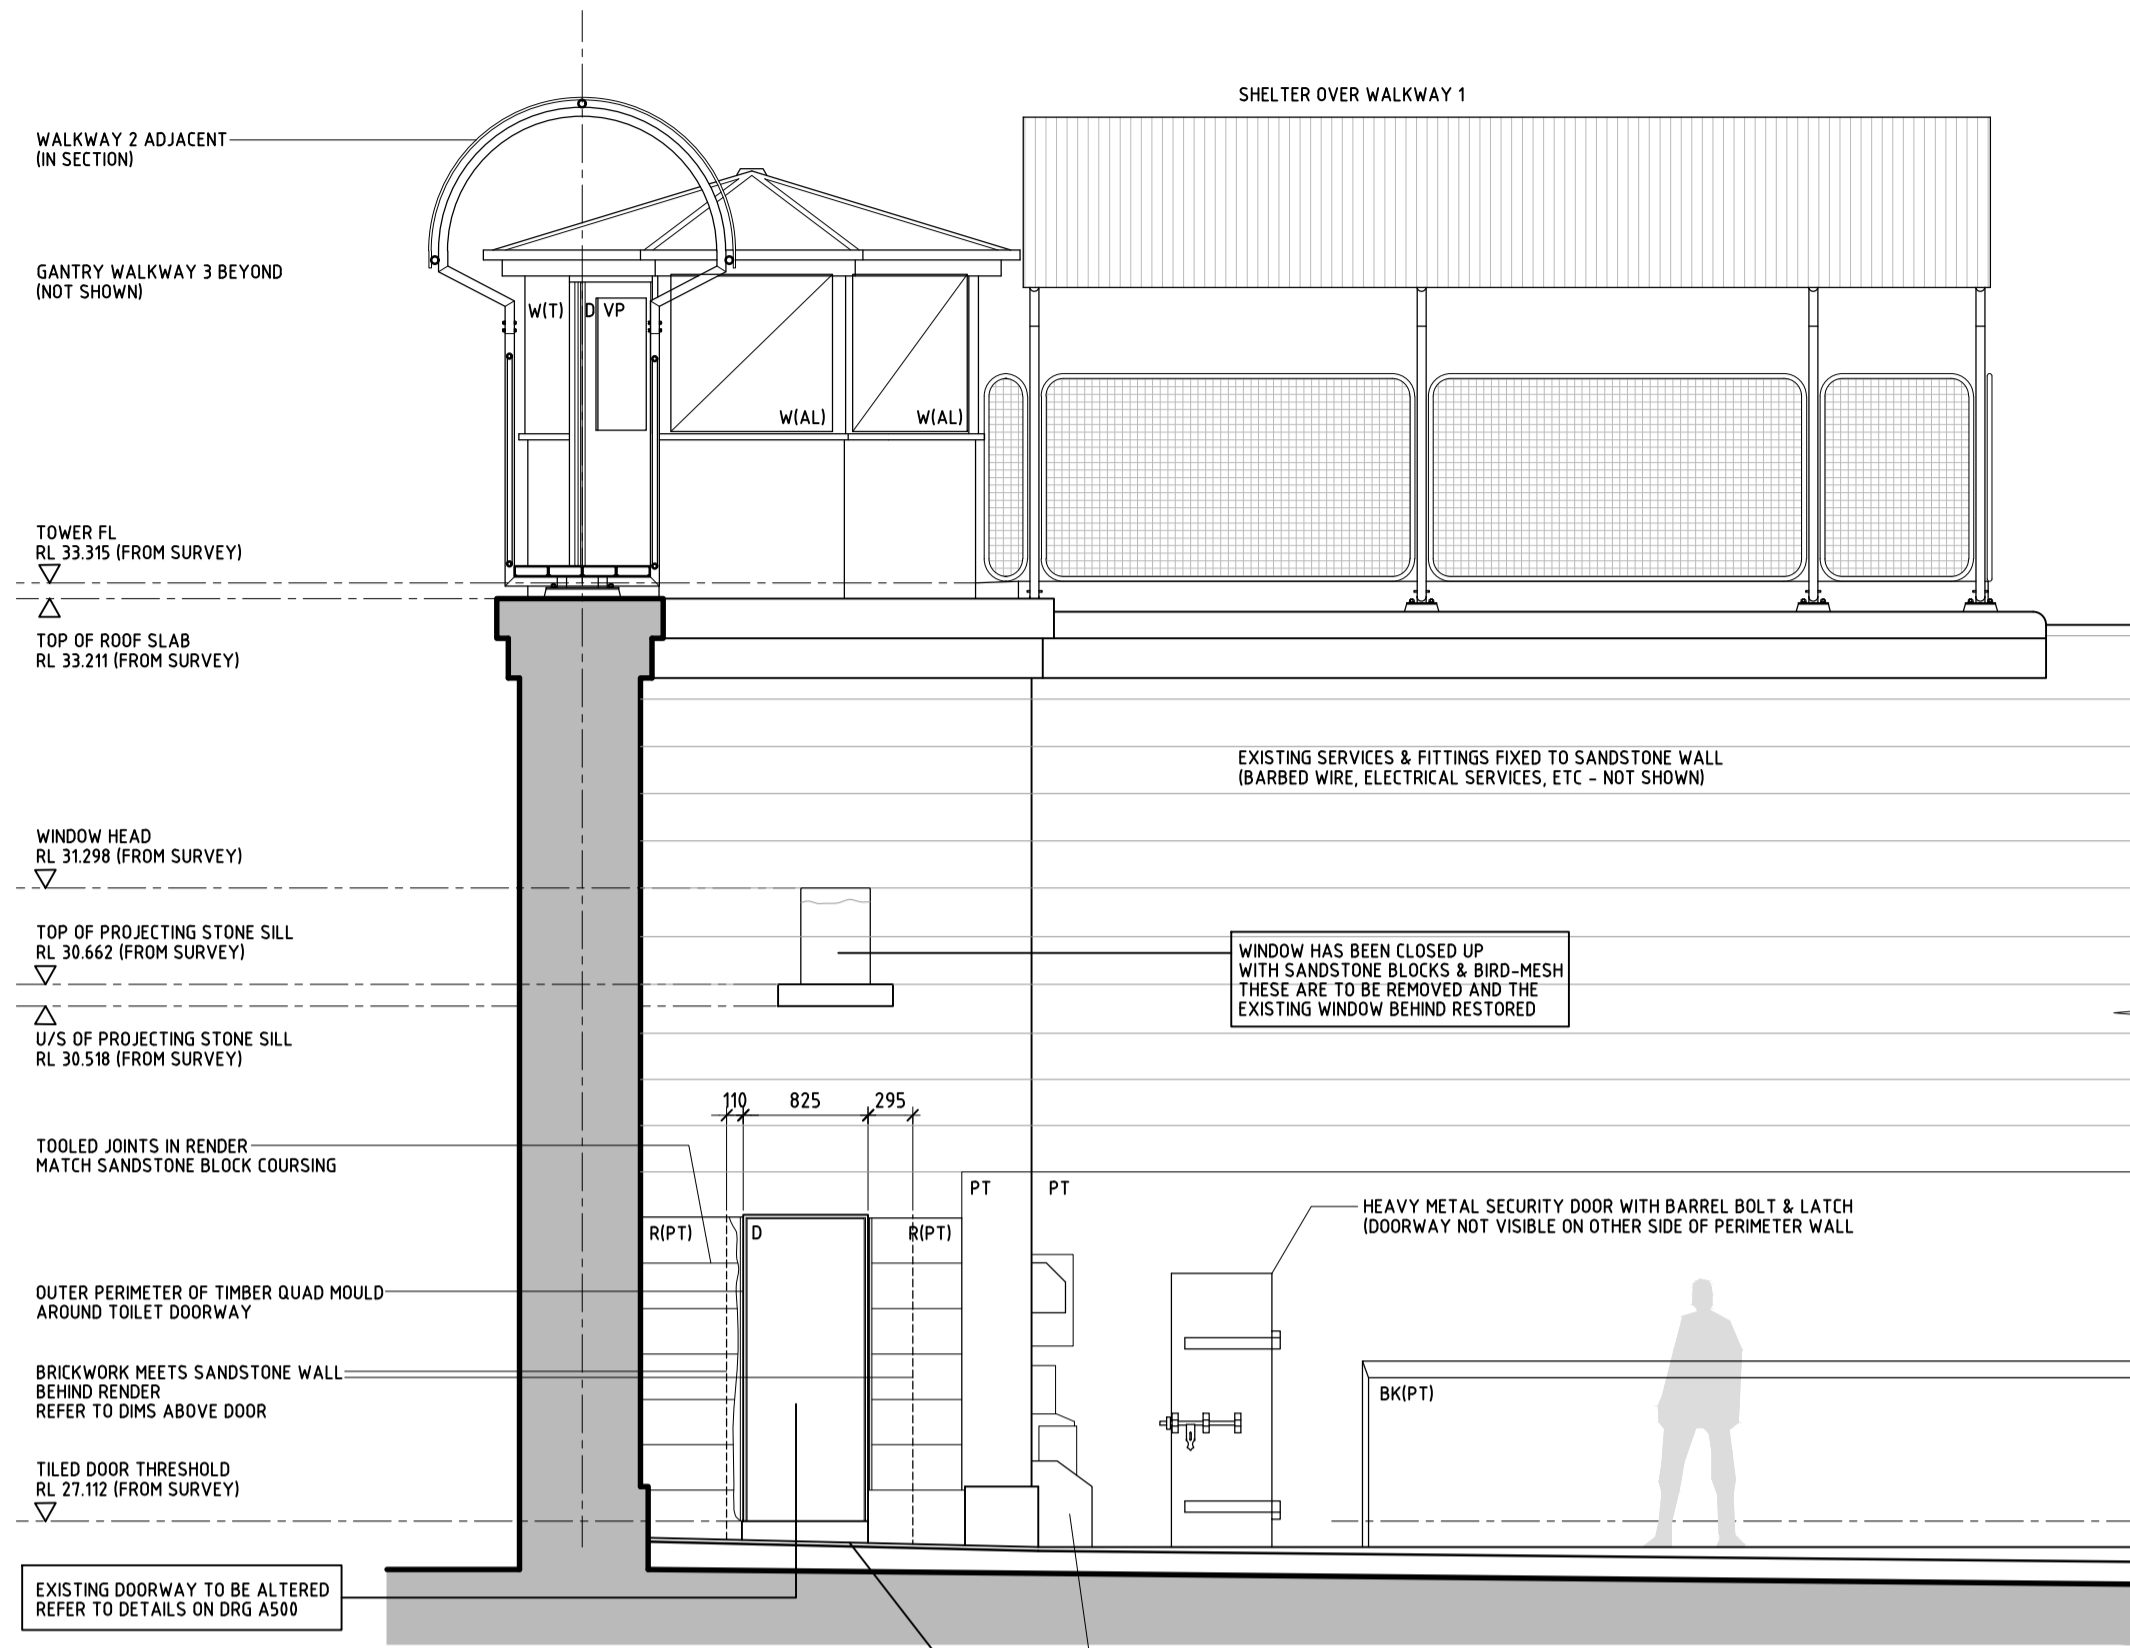 SHELTER OVER WALKWAY 1
WALKWAY 2 ADJACENT
(IN SECTION)
GANTRY WALKWAY 3 BEYOND
(NOT SHOWN)
W(T)
D
VP
W(AL)
W(AL)
TOWER FL
RL 33.315 (FROM SURVEY)
TOP OF ROOF SLAB
RL 33.211 (FROM SURVEY)
EXISTING SERVICES & FITTINGS FIXED TO SANDSTONE WALL
(BARBED WIRE, ELECTRICAL SERVICES, ETC - NOT SHOWN)
WINDOW HEAD
RL 31.298 (FROM SURVEY)
TOP OF PROJECTING STONE SILL
RL 30.662 (FROM SURVEY)
WINDOW HAS BEEN CLOSED UP
WITH SANDSTONE BLOCKS & BIRD-MESH
THESE ARE TO BE REMOVED AND THE
EXISTING WINDOW BEHIND RESTORED
U/S OF PROJECTING STONE SILL
RL 30.518 (FROM SURVEY)
110
825
295
TOOLED JOINTS IN RENDER
MATCH SANDSTONE BLOCK COURSING
PT
PT
HEAVY METAL SECURITY DOOR WITH BARREL BOLT & LATCH
(DOORWAY NOT VISIBLE ON OTHER SIDE OF PERIMETER WALL
R(PT)
D
R(PT)
OUTER PERIMETER OF TIMBER QUAD MOULD
AROUND TOILET DOORWAY
BRICKWORK MEETS SANDSTONE WALL
BEHIND RENDER
REFER TO DIMS ABOVE DOOR
BK(PT)
TILED DOOR THRESHOLD
RL 27.112 (FROM SURVEY)
EXISTING DOORWAY TO BE ALTERED
REFER TO DETAILS ON DRG A500